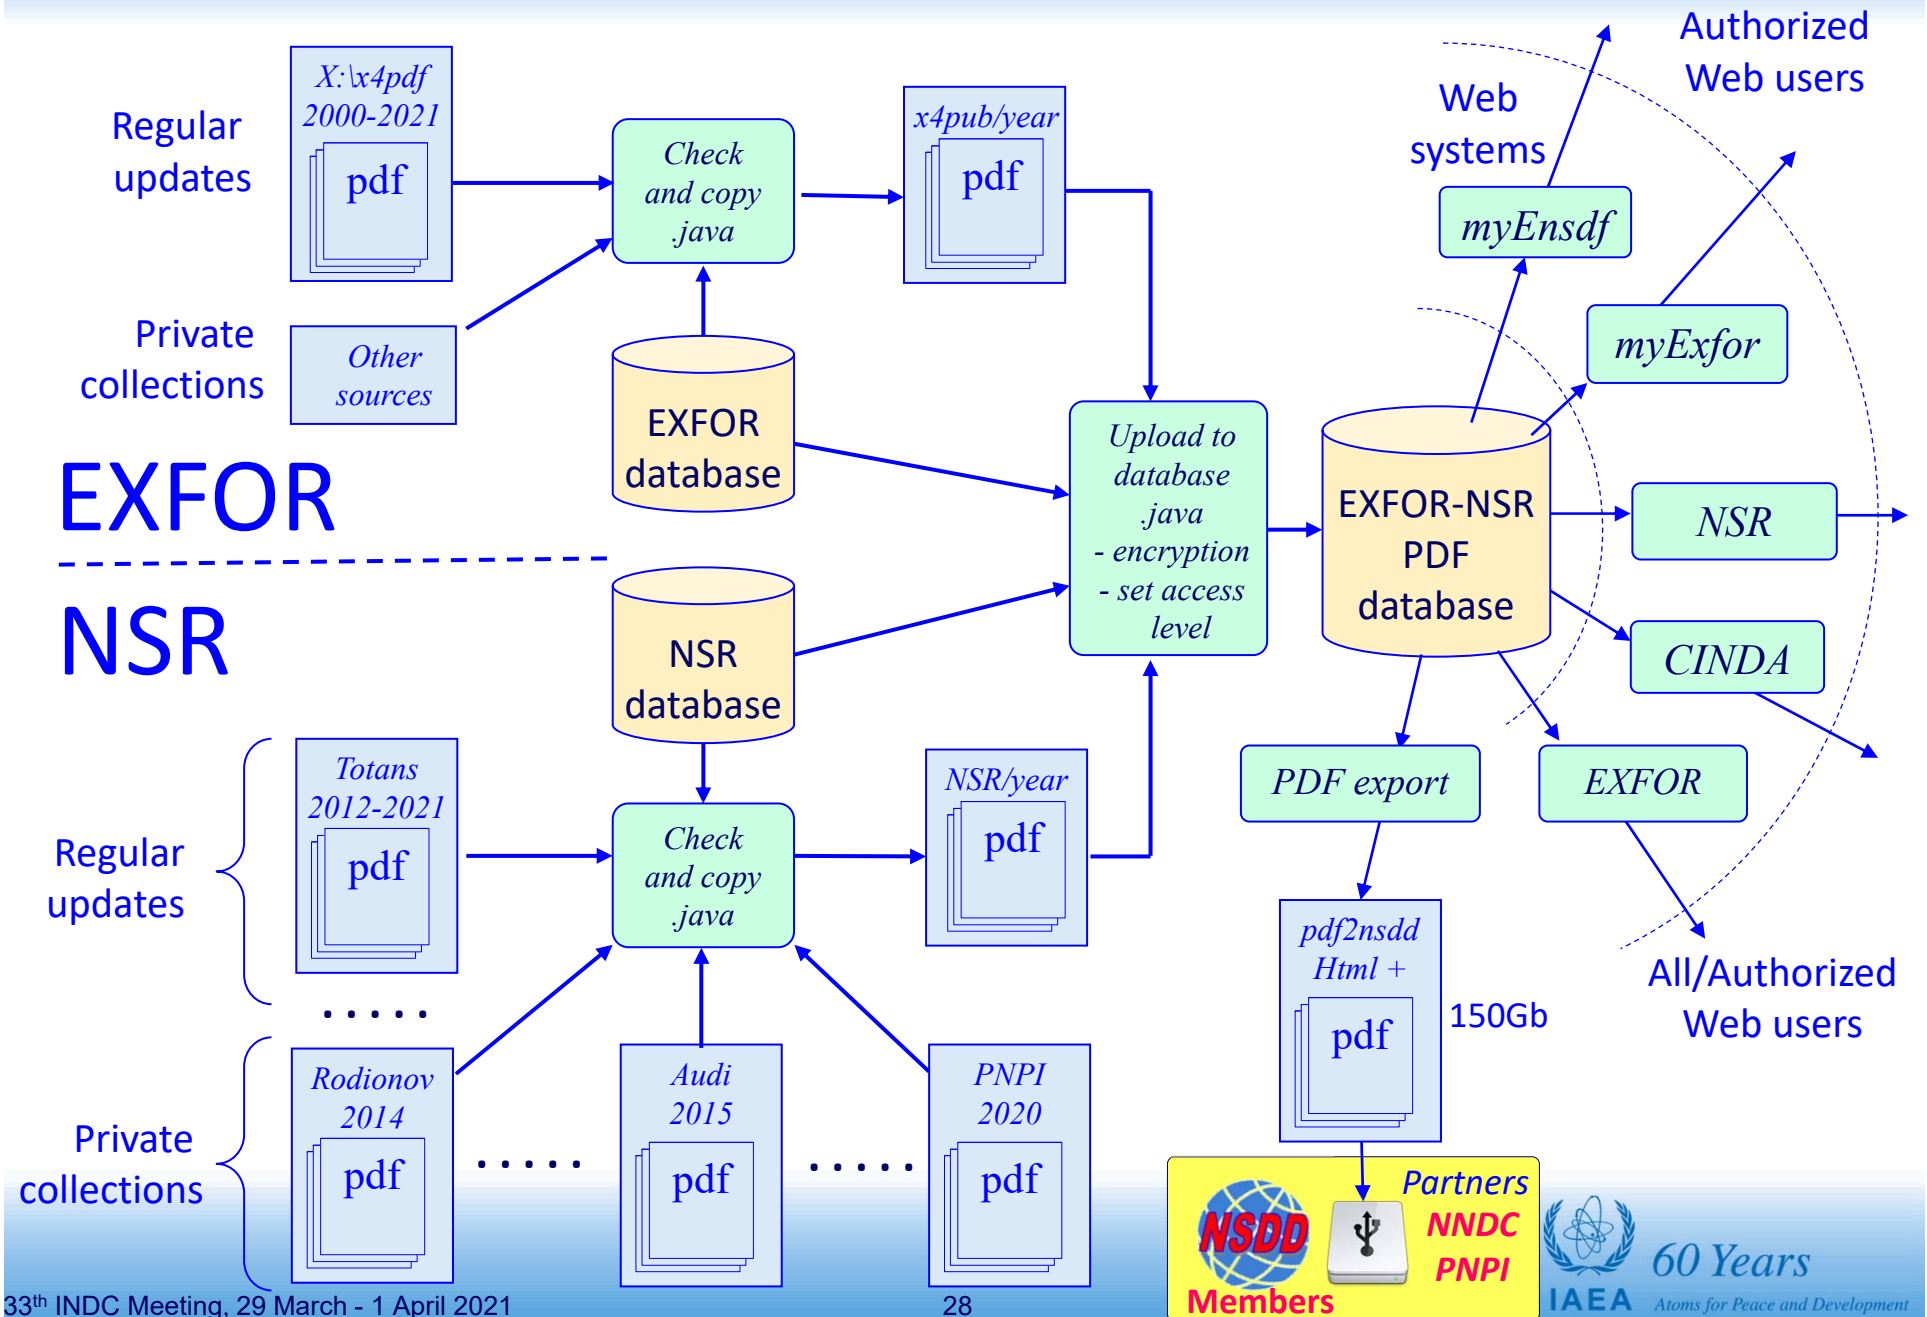 Regular
updates
X:\x4pdf
2000-2021
pdf
Check
and copy
.java
x4pub/year
pdf
Web
systems
Authorized
Web users
myEnsdf
myExfor
Private
collections
Other
sources
EXFOR
database
Upload to
database
.java
- encryption
- set access
level
EXFOR-NSR
PDF
database
NSR
CINDA
EXFOR
NSR
NSR
database
PDF export
EXFOR
Regular
updates
Totans
2012-2021
pdf
Check
and copy
.java
NSR/year
pdf
. . . . .
pdf2nsdd
Html +
pdf
150Gb
All/Authorized
Web users
Private
collections
Rodionov
2014
pdf
. . . . .
Audi
2015
pdf
. . . . .
PNPI
2020
pdf
NSDD
Members
Partners
NNDC
PNPI
IAEA
60 Years
Atoms for Peace and Development
33th INDC Meeting, 29 March - 1 April 2021
28